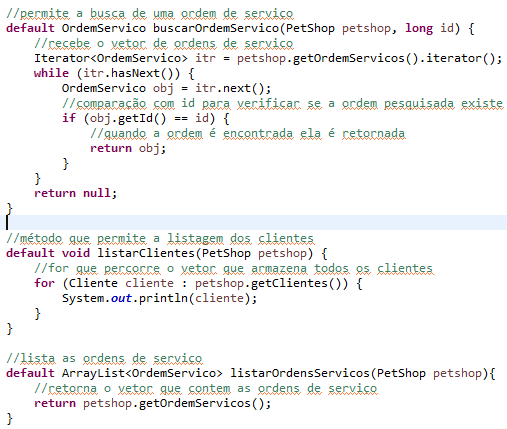 //permite a busca de uma ordem de servico
default OrdemServico buscarOrdemServico(PetShop petshop, long id) {
//recebe o vetor de ordens de servico
Iterator<OrdemServico> itr = petshop.getOrdemServicos().iterator();
while (itr.hasNext()) {
OrdemServico obj = itr.next();
//comparação com id para verificar se a ordem pesquisada existe
if (obj.getId() == id) {
//quando a ordem é encontrada ela é retornada
return obj;
}
}
return null;
}
//método que permite a listagem dos clientes
default void listarClientes(PetShop petshop) {
//for que percorre o vetor que armazena todos os clientes
for (Cliente cliente : petshop.getClientes()) {
System.out.println(cliente);
}
}
//lista as ordens de servico
default ArrayList<OrdemServico> listarOrdensServicos(PetShop petshop){
//retorna o vetor que contem as ordens de servico
return petshop.getOrdemServicos();
}